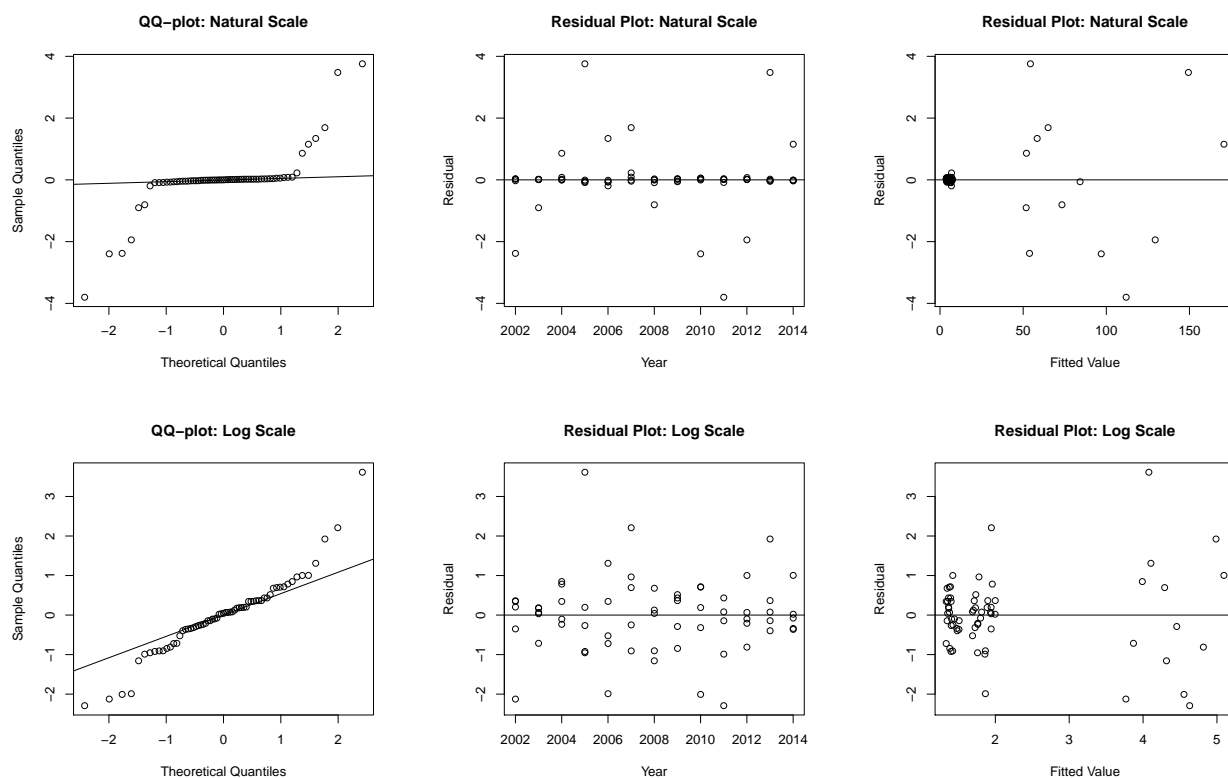 QQ−plot: Natural Scale
Sample Quantiles
4
2
0
−2
−4
−2 −1 0 1 2
Theoretical Quantiles
Residual Plot: Natural Scale
Residual
4
2
0
−2
−4
2002 2004 2006 2008 2010 2012 2014
Year
Residual Plot: Natural Scale
Residual
4
2
0
−2
−4
0 50 100 150
Fitted Value
QQ−plot: Log Scale
Sample Quantiles
3
2
1
0
−1
−2
−2 −1 0 1 2
Theoretical Quantiles
Residual Plot: Log Scale
Residual
3
2
1
0
−1
−2
2002 2004 2006 2008 2010 2012 2014
Year
Residual Plot: Log Scale
Residual
3
2
1
0
−1
−2
2 3 4 5
Fitted Value